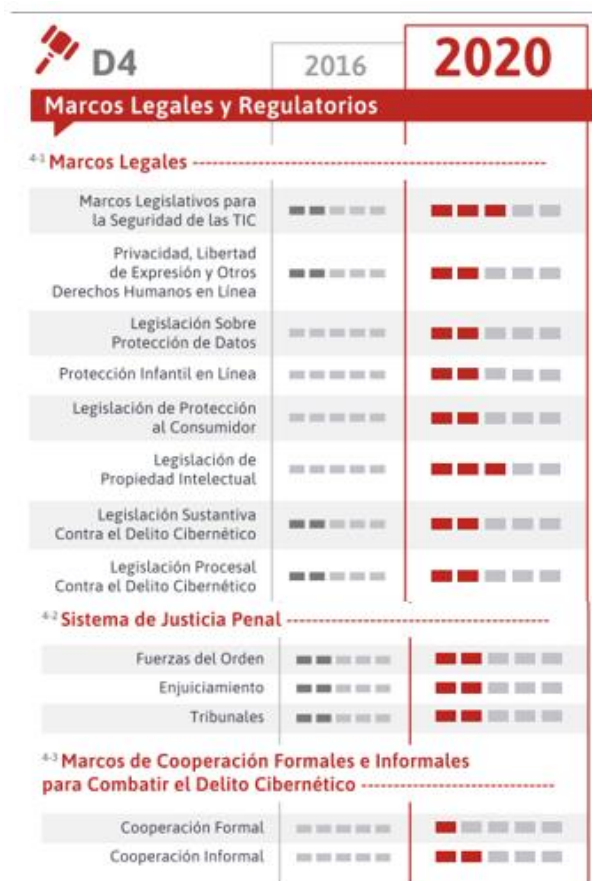 D4
2016
2020
Marcos Legales y Regulatorios
4-1 Marcos Legales
Marcos Legislativos para
la Seguridad de las TIC
Privacidad, Libertad
de Expresión y Otros
Derechos Humanos en Línea
Legislación Sobre
Protección de Datos
Protección Infantil en Línea
Legislación de Protección
al Consumidor
Legislación de
Propiedad Intelectual
Legislación Sustantiva
Contra el Delito Cibernético
Legislación Procesal
Contra el Delito Cibernético
4-2 Sistema de Justicia Penal
Fuerzas del Orden
Enjuiciamiento
Tribunales
4-3 Marcos de Cooperación Formales e Informales
para Combatir el Delito Cibernético
Cooperación Formal
Cooperación Informal